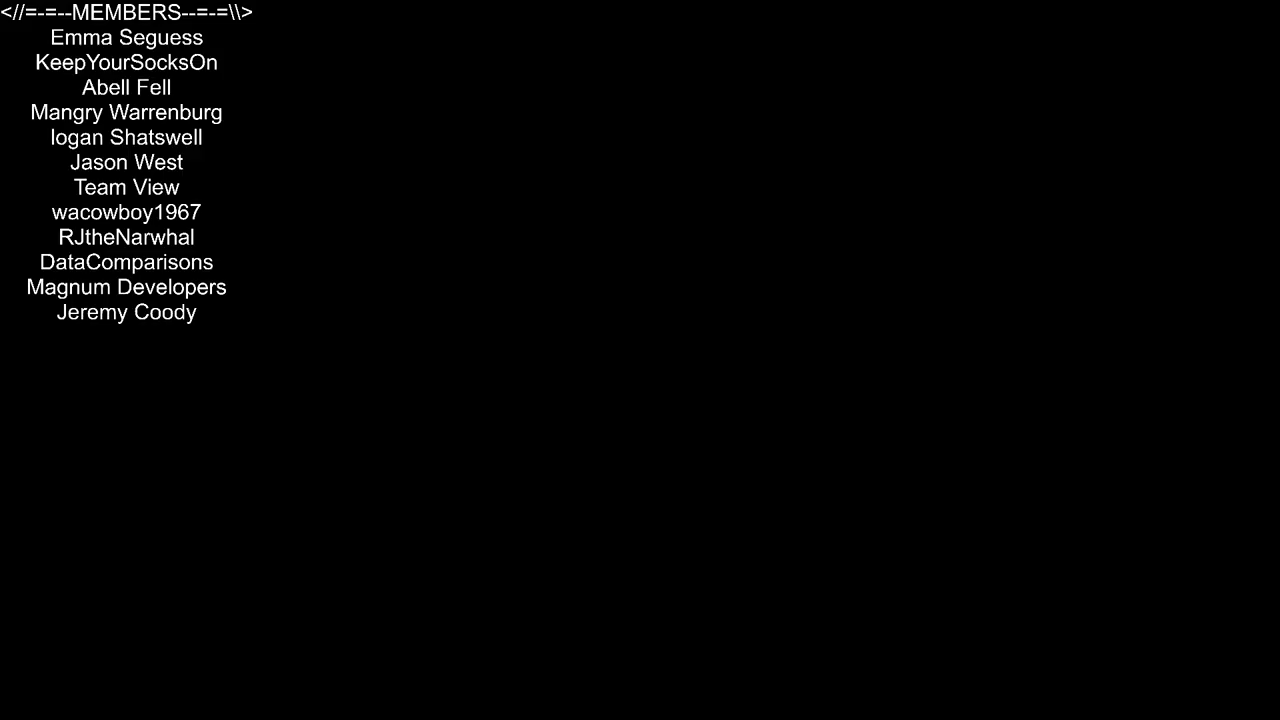 <//=-=--MEMBERS--=-=\\>
Emma Seguess
KeepYourSocksOn
Abell Fell
Mangry Warrenburg
logan Shatswell
Jason West
Team View
wacowboy1967
RJtheNarwhal
DataComparisons
Magnum Developers
Jeremy Coody